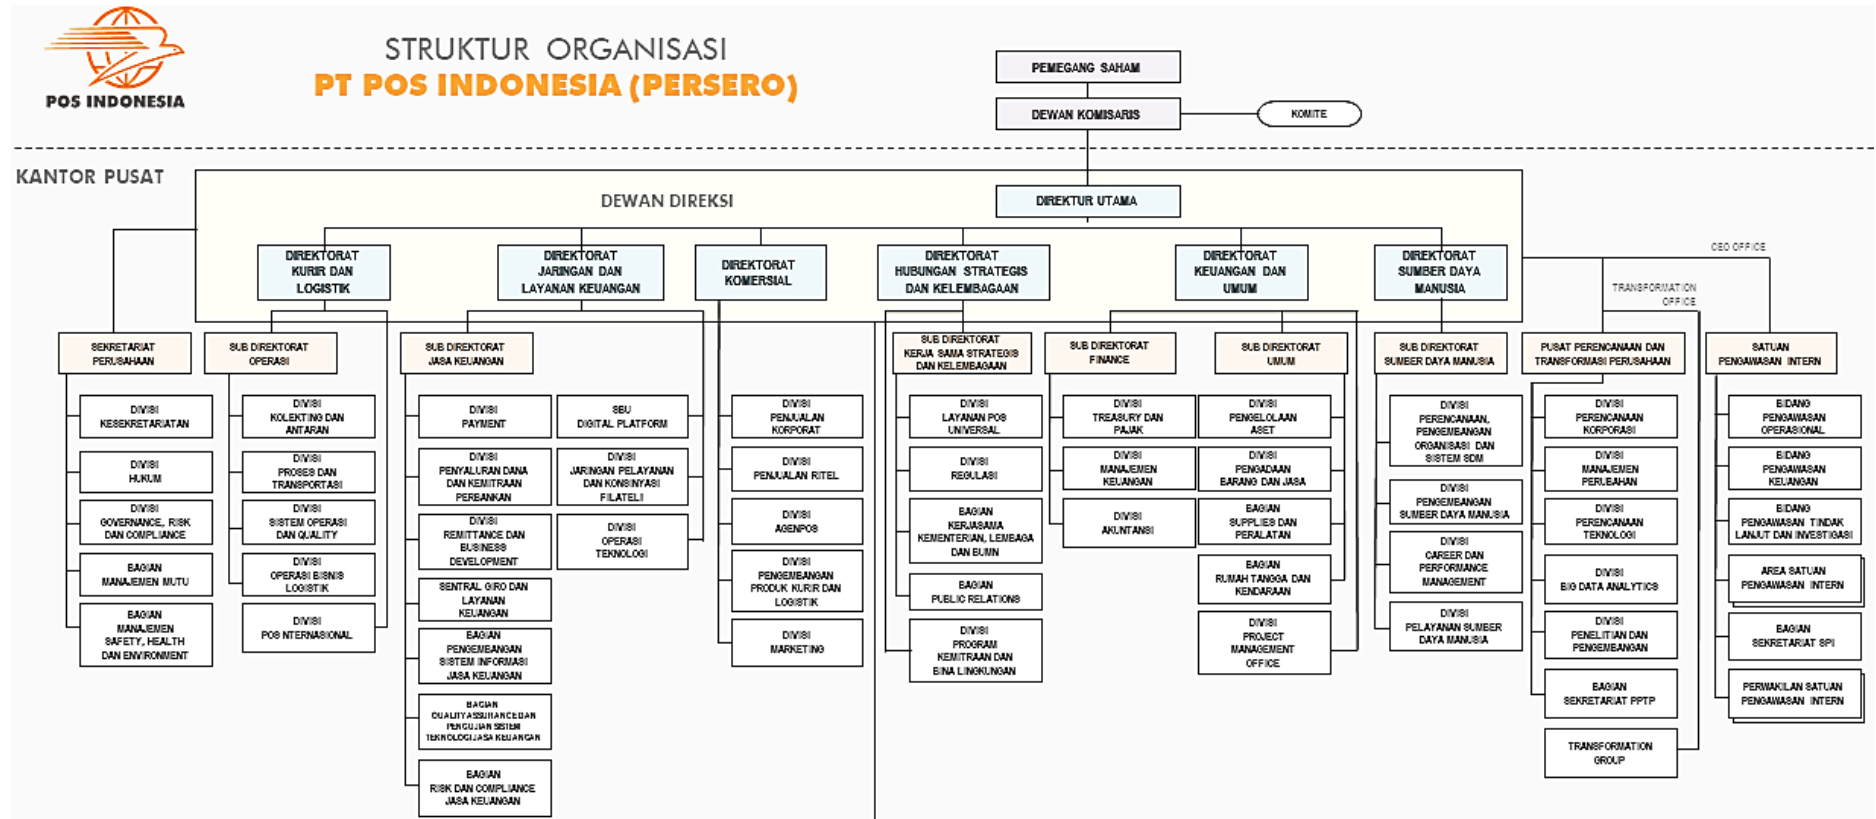 POS INDONESIA
STRUKTUR ORGANISASI
PT POS INDONESIA (PERSERO)
PEMEGANG SAHAM
DEWAN KOMISARIS
KOMITE
KANTOR PUSAT
DEWAN DIREKSI
DIREKTUR UTAMA
DIREKTORAT
KURIR DAN
LOGISTIK
DIREKTORAT
JARINGAN DAN
LAYANAN KEUANGAN
DIREKTORAT
KOMERSIAL
DIREKTORAT
HUBUNGAN STRATEGIS
DAN KELEMBAGAAN
DIREKTORAT
KEUANGAN DAN
UMUM
DIREKTORAT
SUMBER DAYA
MANUSIA
CEO OFFICE
TRANSFORMATION
OFFICE
SEKRETARIAT
PERUSAHAAN
SUB DIREKTORAT
OPERASI
SUB DIREKTORAT
JASA KEUANGAN
SUB DIREKTORAT
KERJA SAMA STRATEGIS
DAN KELEMBAGAAN
SUB DIREKTORAT
FINANCE
SUB DIREKTORAT
UMUM
SUB DIREKTORAT
SUMBER DAYA MANUSIA
PUSAT PERENCANAAN DAN
TRANSFORMASI PERUSAHAAN
SATUAN
PENGAWASAN INTERN
DIVISI
KESEKRETARIATAN
DIVISI
HUKUM
DIVISI
GOVERNANCE, RISK
DAN COMPLIANCE
BAGIAN
MANAJEMEN MUTU
BAGIAN
MANAJEMEN
SAFETY, HEALTH
DAN ENVIRONMENT
DIVISI
KOLEKTING DAN
ANTARAN
DIVISI
PROSES DAN
TRANSPORTASI
DIVISI
SISTEM OPERASI
DAN QUALITY
DIVISI
OPERASI BISNIS
LOGISTIK
DIVISI
POS NTERNASIONAL
DIVISI
PAYMENT
DIVISI
PENYALURAN DANA
DAN KEMITRAAN
PERBANKAN
DIVISI
REMITTANCE DAN
BUSINESS
DEVELOPMENT
SENTRAL GIRO DAN
LAYANAN
KEUANGAN
BAGIAN
PENGEMBANGAN
SISTEM INFORMASI
JASA KEUANGAN
BAGIAN
QUALITY ASSURANCE DAN
PENGUJIAN SISTEM
TEKNOLOGI JASA KEUANGAN
BAGIAN
RISK DAN COMPLIANCE
JASA KEUANGAN
SBU
DIGITAL PLATFORM
DIVISI
JARINGAN PELAYANAN
DAN KONSINYASI
FILATELI
DIVISI
OPERASI
TEKNOLOGI
DIVISI
PENJUALAN
KORPORAT
DIVISI
PENJUALAN RITEL
DIVISI
AGENPOS
DIVISI
PENGEMBANGAN
PRODUK KURIR DAN
LOGISTIK
DIVISI
MARKETING
DIVISI
LAYANAN POS
UNIVERSAL
DIVISI
REGULASI
BAGIAN
KERJASAMA
KEMENTERIAN, LEMBAGA
DAN BUMN
BAGIAN
PUBLIC RELATIONS
DIVISI
PROGRAM
KEMITRAAN DAN
BINA LINGKUNGAN
DIVISI
TREASURY DAN
PAJAK
DIVISI
MANAJEMEN
KEUANGAN
DIVISI
AKUNTANSI
DIVISI
PENGELOLAAN
ASET
DIVISI
PENGADAAN
BARANG DAN JASA
BAGIAN
SUPPLIES DAN
PERALATAN
BAGIAN
RUMAH TANGGA DAN
KENDARAAN
DIVISI
PROJECT
MANAGEMENT
OFFICE
DIVISI
PERENCANAAN,
PENGEMBANGAN
ORGANISASI DAN
SISTEM SDM
DIVISI
PENGEMBANGAN
SUMBER DAYA MANUSIA
DIVISI
CAREER DAN
PERFORMANCE
MANAGEMENT
DIVISI
PELAYANAN SUMBER
DAYA MANUSIA
DIVISI
PERENCANAAN
KORPORASI
DIVISI
MANAJEMEN
PERUBAHAN
DIVISI
PERENCANAAN
TEKNOLOGI
DIVISI
BIG DATA ANALYTICS
DIVISI
PENELITIAN DAN
PENGEMBANGAN
BAGIAN
SEKRETARIAT PPTP
TRANSFORMATION
GROUP
BIDANG
PENGAWASAN
OPERASIONAL
BIDANG
PENGAWASAN
KEUANGAN
BIDANG
PENGAWASAN TINDAK
LANJUT DAN INVESTIGASI
AREA SATUAN
PENGAWASAN INTERN
BAGIAN
SEKRETARIAT SPI
PERWAKILAN SATUAN
PENGAWASAN INTERN